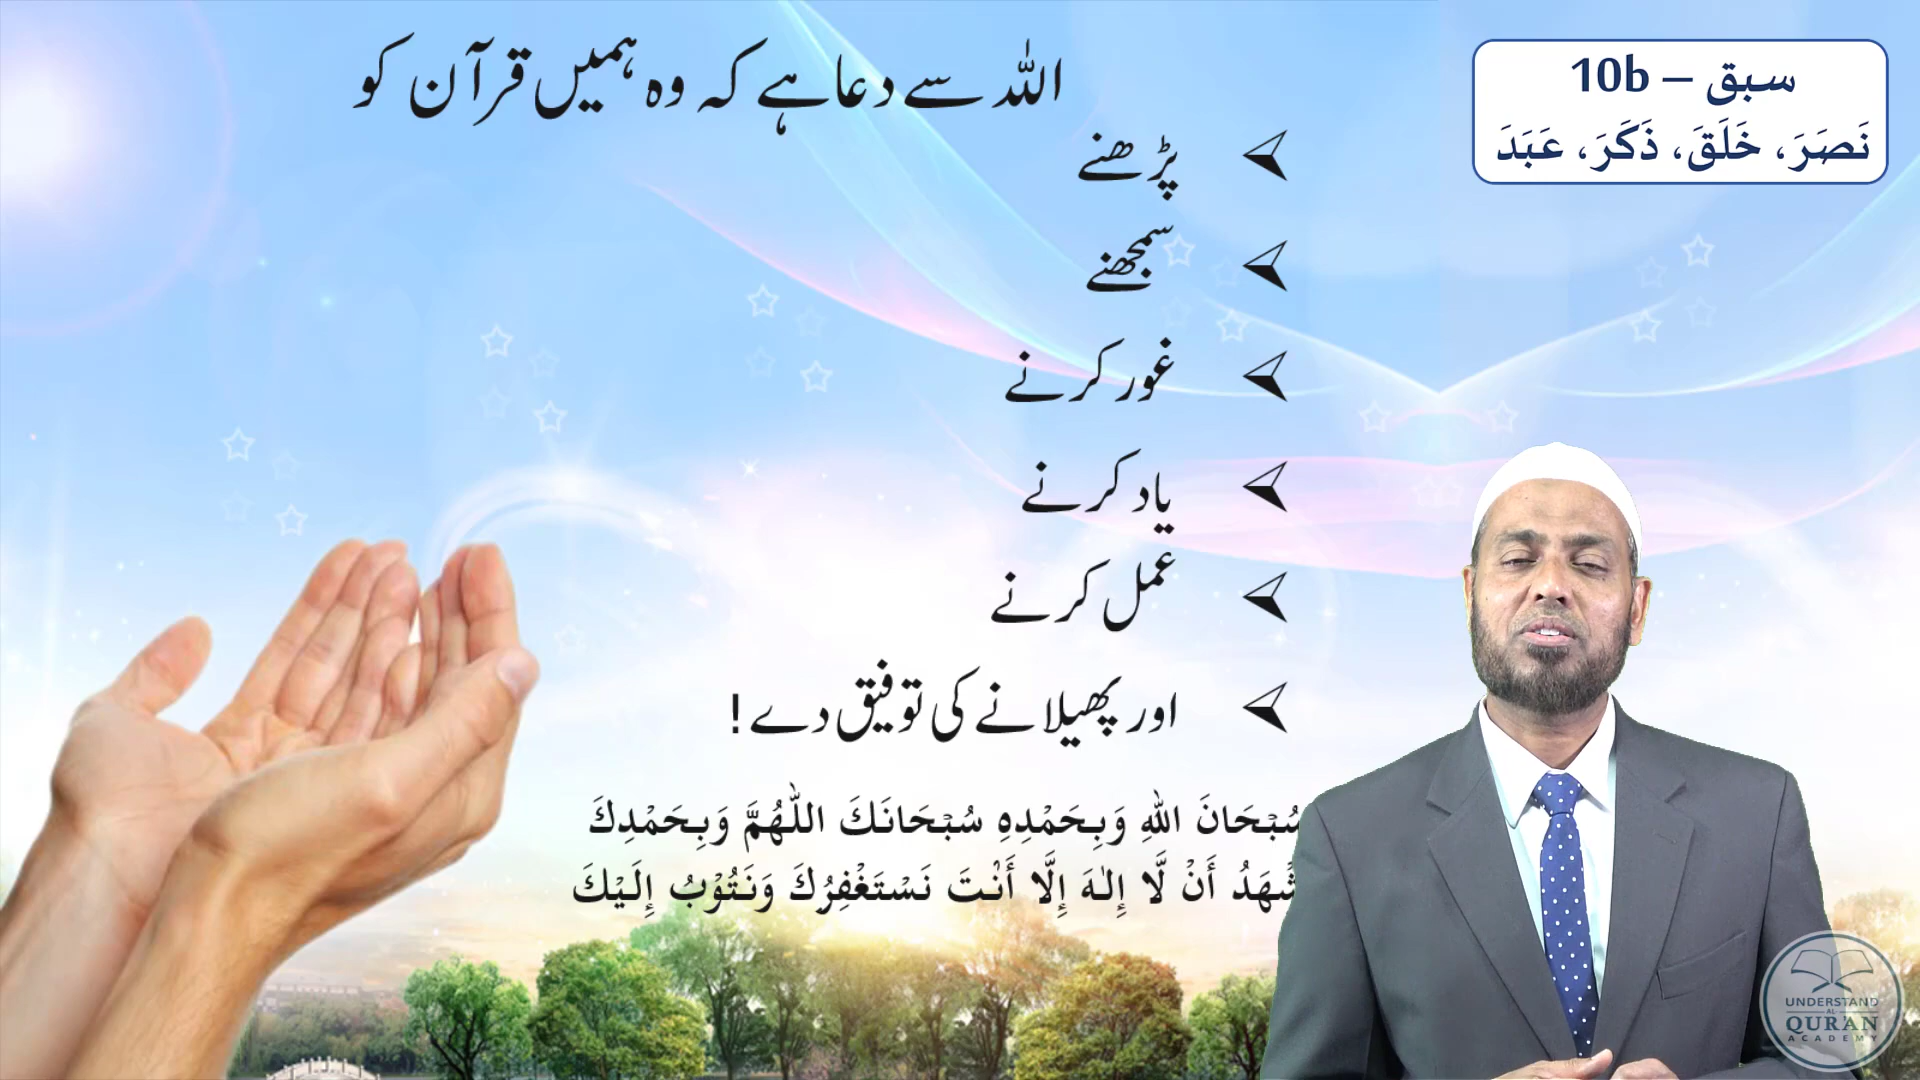 سبق – 10b
نَصَرَ، خَلَقَ، ذَكَرَ، عَبَدَ
اللہ سے دعا ہے کہ وہ ہمیں قرآن کو
پڑھنے
سمجھنے
غور کرنے
یاد کرنے
عمل کرنے
اور پھیلانے کی توفیق دے!
سُبْحَانَ اللهِ وَبِحَمْدِهِ سُبْحَانَكَ اللّٰهُمَّ وَبِحَمْدِكَ
أَنْ لَّا إِلٰهَ إِلَّا أَنْتَ نَسْتَغْفِرُكَ وَنَتُوْبُ إِلَيْكَ
UNDERSTAND
AL
QURAN
ACADEMY